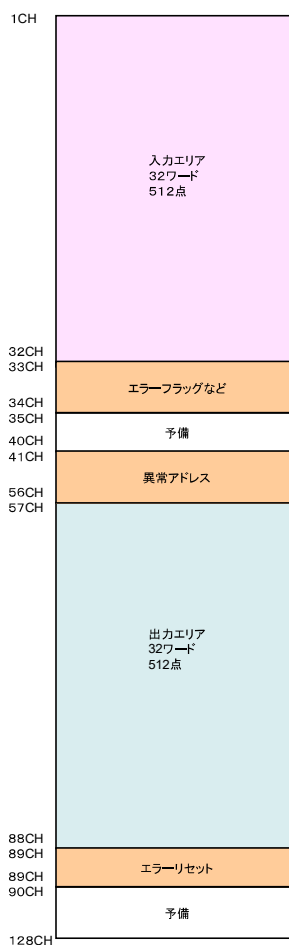 1CH
入力エリア
32ワード
512点
32CH
33CH
エラーフラッグなど
34CH
35CH
予備
40CH
41CH
異常アドレス
56CH
57CH
出力エリア
32ワード
512点
88CH
89CH
エラーリセット
89CH
90CH
予備
128CH